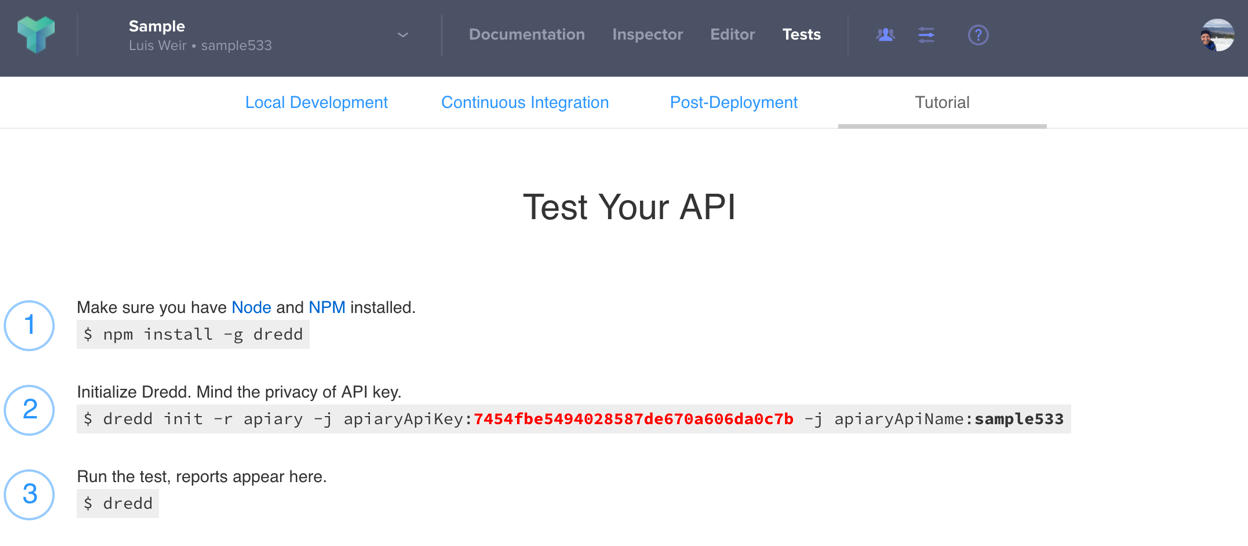 Sample
Luis Weir • sample533
Documentation Inspector Editor Tests ?
Local Development Continuous Integration Post-Deployment Tutorial
Test Your API
1
Make sure you have Node and NPM installed.
$ npm install -g dredd
2
Initialize Dredd. Mind the privacy of API key.
$ dredd init -r apiary -j apiaryApiKey:7454fbe5494028587de670a606da0c7b -j apiaryApiName:sample533
3
Run the test, reports appear here.
$ dredd